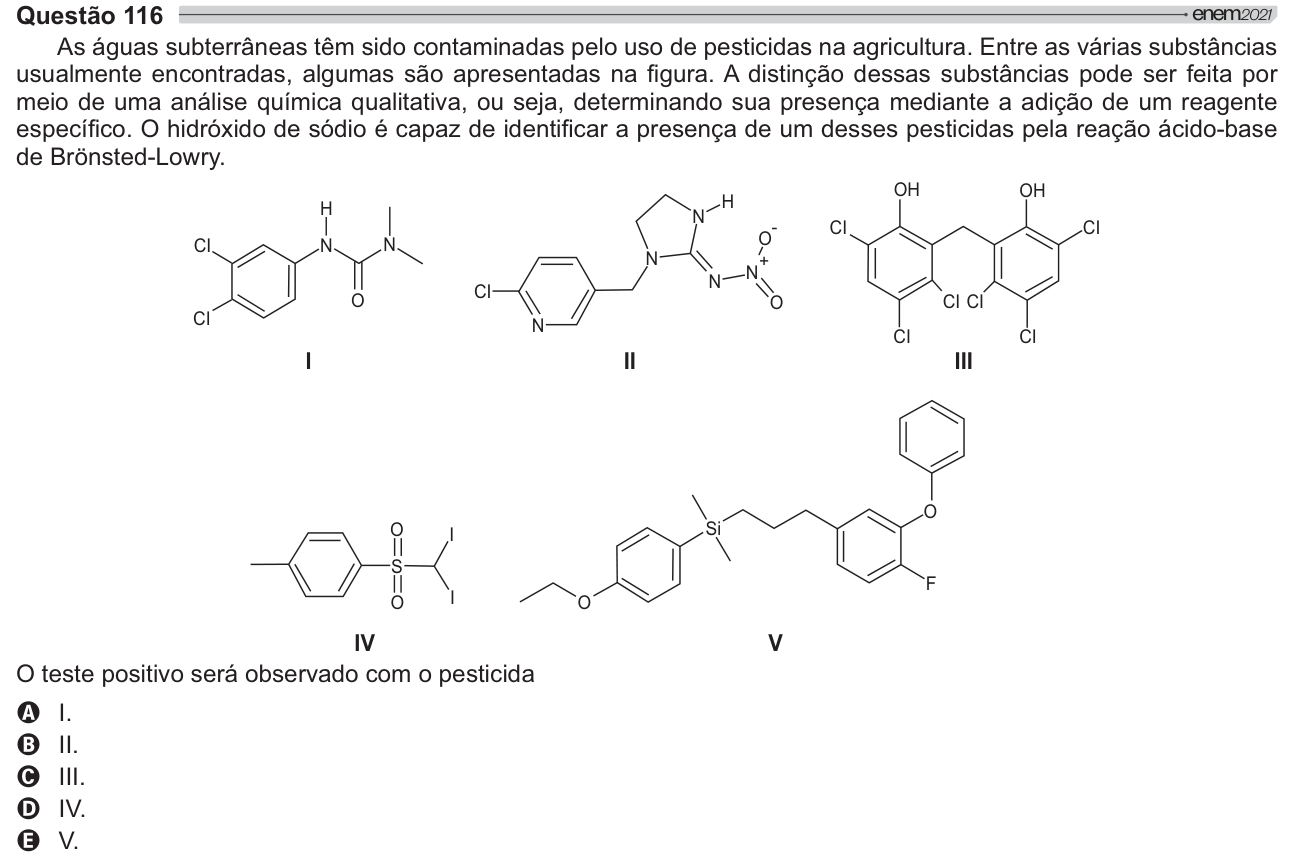 Questão 116
enem2021
As águas subterrâneas têm sido contaminadas pelo uso de pesticidas na agricultura. Entre as várias substâncias
usualmente encontradas, algumas são apresentadas na figura. A distinção dessas substâncias pode ser feita por
meio de uma análise química qualitativa, ou seja, determinando sua presença mediante a adição de um reagente
específico. O hidróxido de sódio é capaz de identificar a presença de um desses pesticidas pela reação ácido-base
de Brönsted-Lowry.
H
N
N
O
Cl
Cl
I
H
N
N
N
N+
O-
O
Cl
N
II
OH
OH
Cl
Cl
Cl
Cl
Cl
Cl
III
O
S
O
I
I
IV
Si
O
O
F
V
O teste positivo será observado com o pesticida
A I.
B II.
C III.
D IV.
E V.